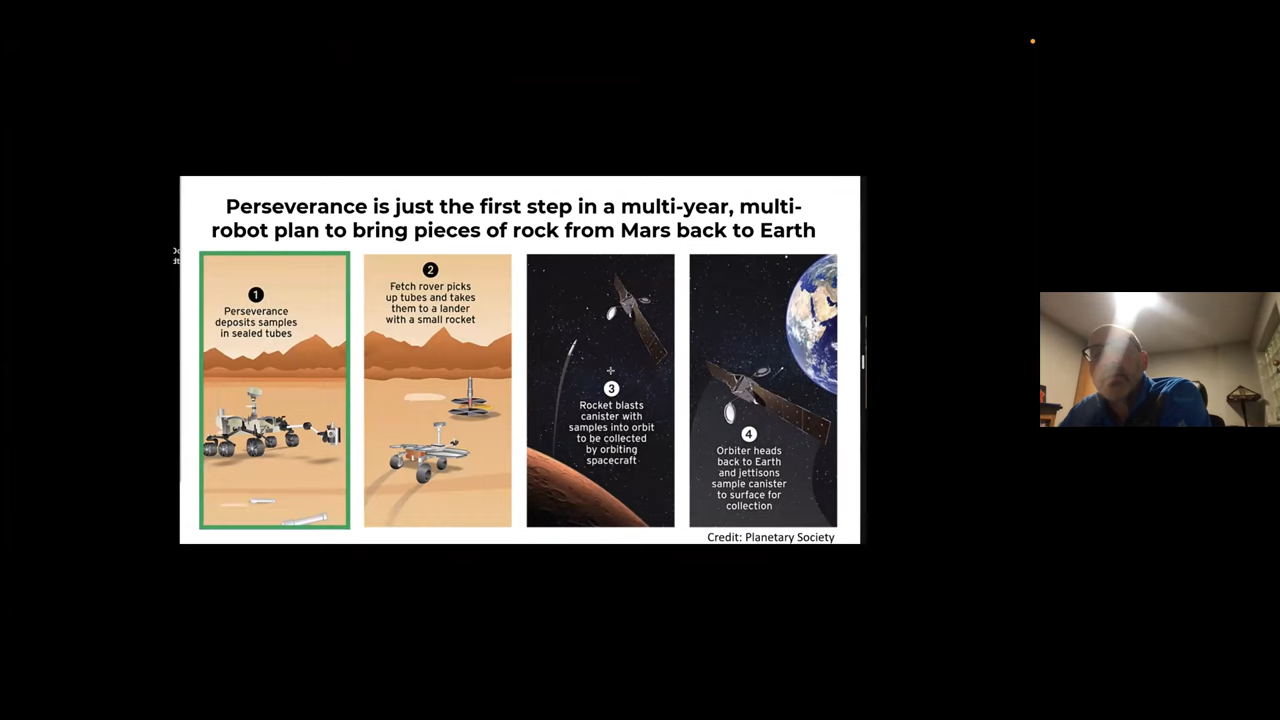 Perseverance is just the first step in a multi-year, multi-
robot plan to bring pieces of rock from Mars back to Earth
1
Perseverance
deposits samples
in sealed tubes
2
Fetch rover picks
up tubes and takes
them to a lander
with a small rocket
3
Rocket blasts
canister with
samples into orbit
to be collected
by orbiting
spacecraft
4
Orbiter heads
back to Earth
and jettisons
sample canister
to surface for
collection
Credit: Planetary Society